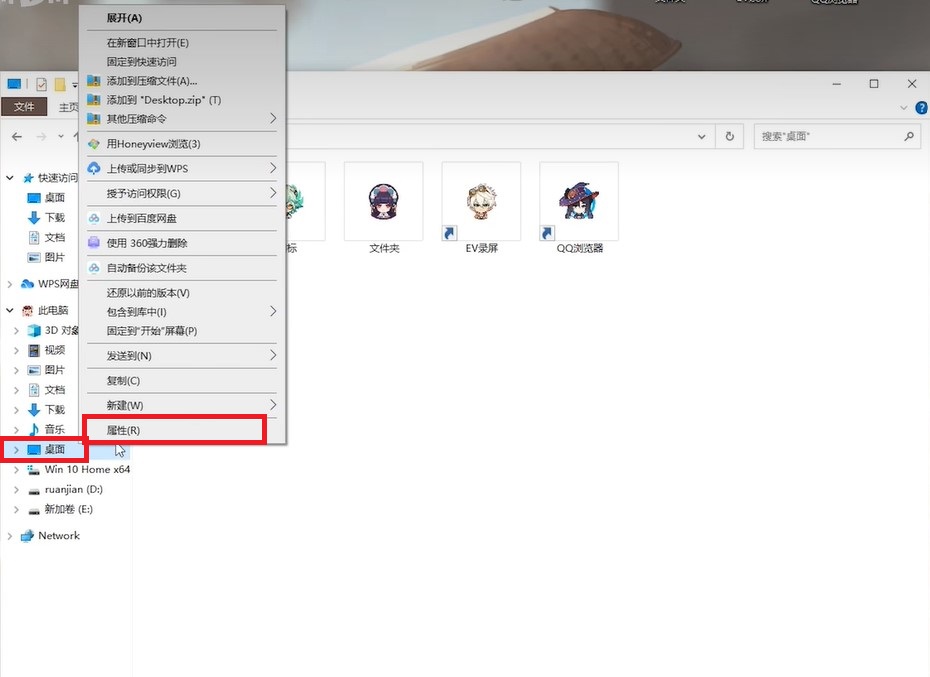 QQ浏览器
展开(A)
在新窗口中打开(E)
固定到快速访问
添加到压缩文件(A)...
添加到 "Desktop.zip" (T)
其他压缩命令
用Honeyview浏览(3)
上传或同步到WPS
授予访问权限(G)
上传到百度网盘
使用 360强力删除
自动备份该文件夹
还原以前的版本(V)
包含到库中(I)
固定到"开始"屏幕(P)
发送到(N)
复制(C)
新建(W)
属性(R)
文件
主页
搜索"桌面"
快速访问
桌面
下载
文档
图片
WPS网盘
此电脑
3D 对象
视频
图片
文档
下载
音乐
桌面
Win 10 Home x64
ruanjian (D:)
新加卷 (E:)
Network
标
文件夹
EV录屏
QQ浏览器